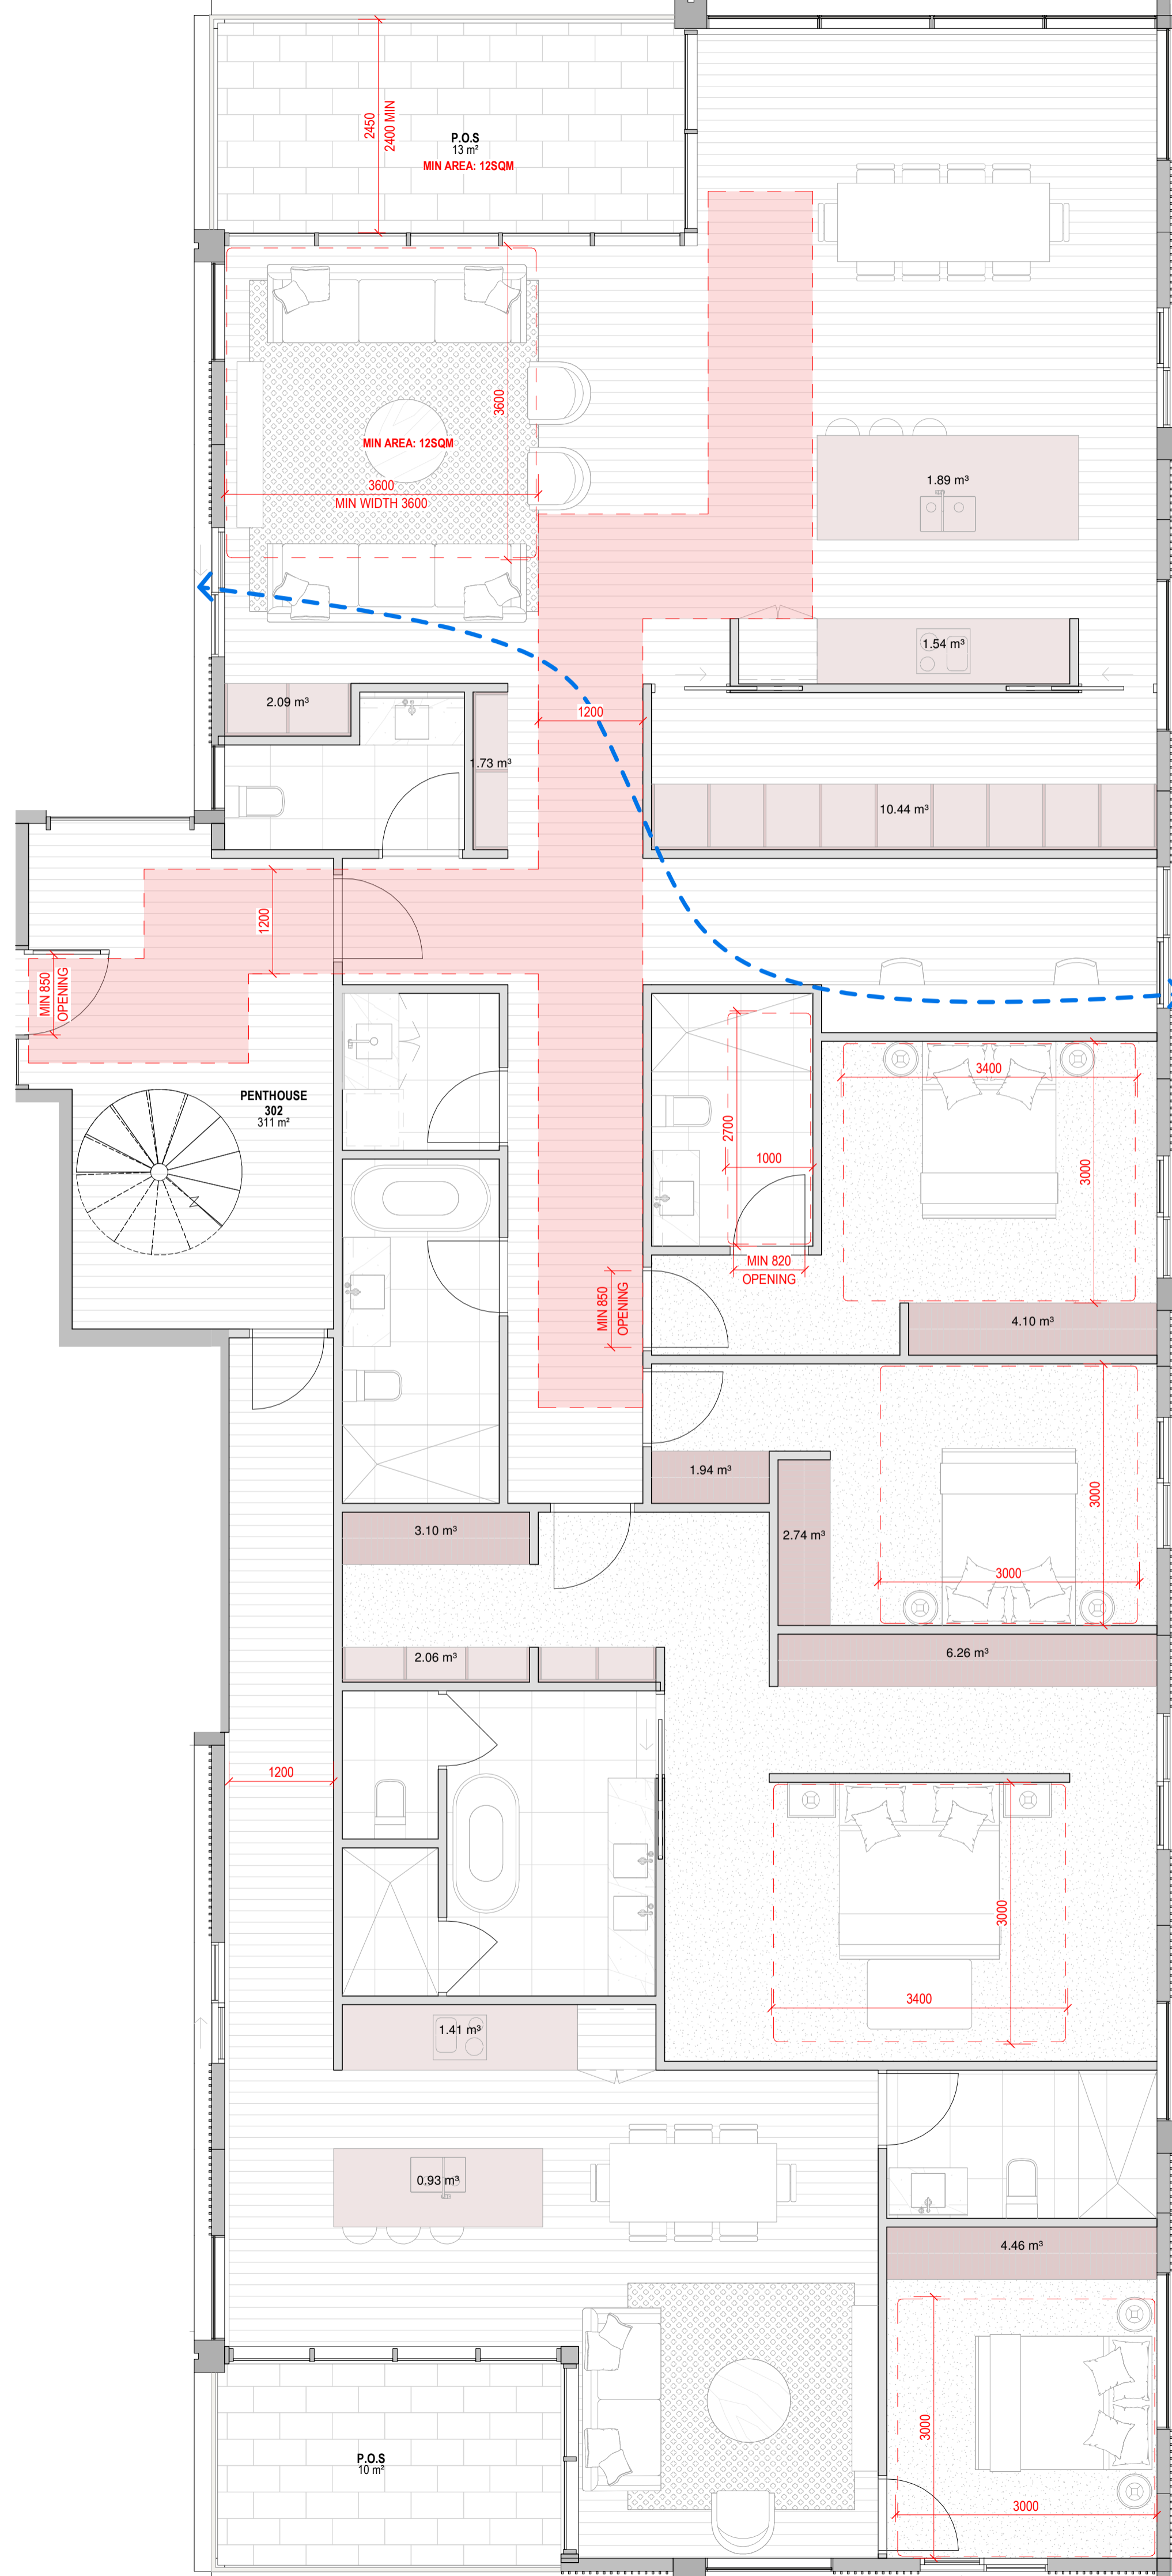 2450
2400 MIN
P.O.S
13 m²
MIN AREA: 12SQM
3600
MIN AREA: 12SQM
3600
MIN WIDTH 3600
1.89 m³
1.54 m³
2.09 m³
1200
1.73 m³
10.44 m³
1200
MIN 850
OPENING
PENTHOUSE
302
311 m²
3400
2700
1000
3000
MIN 820
OPENING
MIN 850
OPENING
4.10 m³
1.94 m³
3000
3.10 m³
2.74 m³
3000
2.06 m³
6.26 m³
1200
3000
3400
1.41 m³
0.93 m³
4.46 m³
3000
P.O.S
10 m²
3000